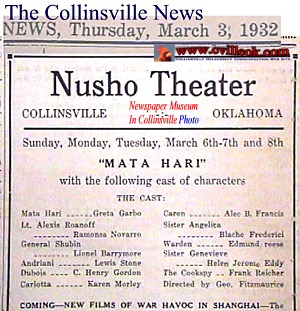 The Collinsville News
NEWS, Thursday, March 3, 1932
www.cvillook.com
Nusho Theater
COLLINSVILLE OKLAHOMA
Newspaper Museum
In Collinsville Photo
Sunday, Monday, Tuesday, March 6th-7th and 8th
"MATA HARI"
with the following cast of characters
THE CAST:
Mata Hari ------ Greta Garbo
Lt. Alexis Roanoff
-------- Ramonsa Novarro
General Shubin
-------- Lionel Barrymore
Andriani ------ Lewis Stone
Dubois ---- C. Henry Gordon
Carlotta ------ Karen Morley
Caron ------ Alec B. Francis
Sister Angelica
-------- Blache Frederici
Warden ------ Edmund reese
Sister Genevieve
------ Helen Jerome Eddy
The Cookspy -- Frank Reicher
Directed by Geo, Fitzmaurice
COMING—NEW FILMS OF WAR HAVOC IN SHANGHAI—The